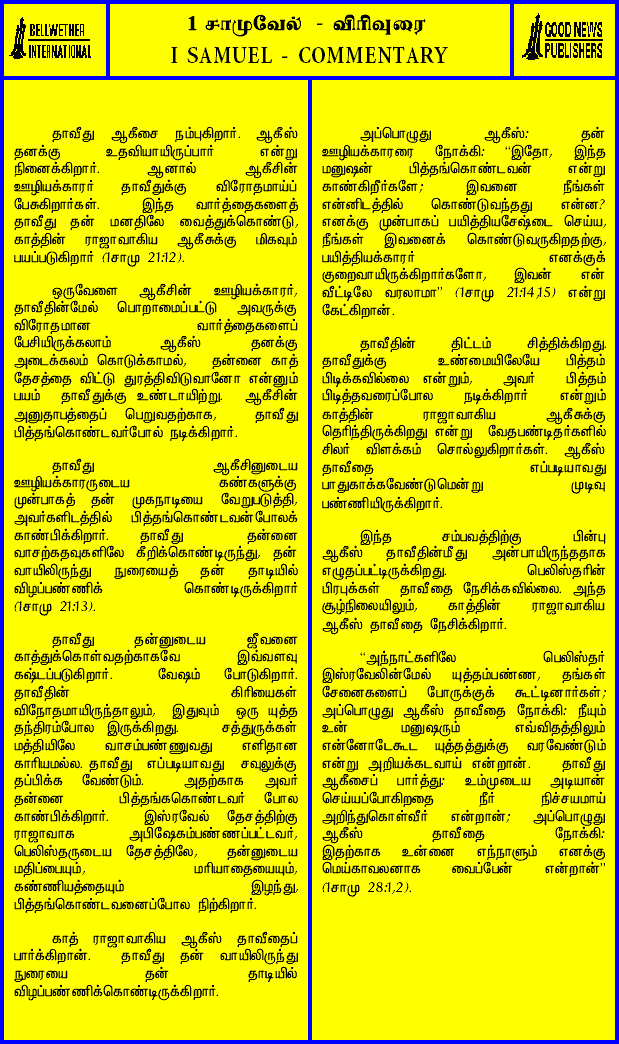 BELLWETHER
INTERNATIONAL
1 சாமுவேல் - விரிவுரை
I SAMUEL - COMMENTARY
GOOD NEWS
PUBLISHERS
தாவீது ஆகீசை நம்புகிறார். ஆகீஸ்
தனக்கு உதவியாயிருப்பார் என்று
நினைக்கிறார். ஆனால் ஆகீசின்
ஊழியக்காரர் தாவீதுக்கு விரோதமாய்ப்
பேசுகிறார்கள். இந்த வார்த்தைகளைத்
தாவீது தன் மனதிலே வைத்துக்கொண்டு,
காத்தின் ராஜாவாகிய ஆகீசுக்கு மிகவும்
பயப்படுகிறார் (1சாமு 21:12).
ஒருவேளை ஆகீசின் ஊழியக்காரர்,
தாவீதின்மேல் பொறாமைப்பட்டு அவருக்கு
விரோதமான வார்த்தைகளைப்
பேசியிருக்கலாம் ஆகீஸ் தனக்கு
அடைக்கலம் கொடுக்காமல், தன்னை காத்
தேசத்தை விட்டு துரத்திவிடுவானோ என்னும்
பயம் தாவீதுக்கு உண்டாயிற்று. ஆகீசின்
அனுதாபத்தைப் பெறுவதற்காக, தாவீது
பித்தங்கொண்டவர்போல் நடிக்கிறார்.
தாவீது ஆகீசினுடைய
ஊழியக்காரருடைய கண்களுக்கு
முன்பாகத் தன் முகநாடியை வேறுபடுத்தி,
அவர்களிடத்தில் பித்தங்கொண்டவன்போலக்
காண்பிக்கிறார். தாவீது தன்னை
வாசற்கதவுகளிலே கீறிக்கொண்டிருந்து, தன்
வாயிலிருந்து நுரையைத் தன் தாடியில்
விழப்பண்ணிக் கொண்டிருக்கிறார்
(1சாமு 21:13).
தாவீது தன்னுடைய ஜீவனை
காத்துக்கொள்வதற்காகவே இவ்வளவு
கஷ்டப்படுகிறார். வேஷம் போடுகிறார்.
தாவீதின் கிரியைகள்
விநோதமாயிருந்தாலும், இதுவும் ஒரு யுத்த
தந்திரம்போல இருக்கிறது. சத்துருக்கள்
மத்தியிலே வாசம்பண்ணுவது எளிதான
காரியமல்ல. தாவீது எப்படியாவது சவுலுக்கு
தப்பிக்க வேண்டும். அதற்காக அவர்
தன்னை பித்தங்ககொண்டவர் போல
காண்பிக்கிறார். இஸ்ரவேல் தேசத்திற்கு
ராஜாவாக அபிஷேகம்பண்ணப்பட்டவர்,
பெலிஸ்தருடைய தேசத்திலே, தன்னுடைய
மதிப்பையும், மரியாதையையும்,
கண்ணியத்தையும் இழந்து,
பித்தங்கொண்டவனைப்போல நிற்கிறார்.
காத் ராஜாவாகிய ஆகீஸ் தாவீதைப்
பார்க்கிறான். தாவீது தன் வாயிலிருந்து
நுரையை தன் தாடியில்
விழப்பண்ணிக்கொண்டிருக்கிறார்.
அப்பொழுது ஆகீஸ்: தன்
ஊழியக்காரரை நோக்கி: “இதோ, இந்த
மனுஷன் பித்தங்கொண்டவன் என்று
காண்கிறீர்களே; இவனை நீங்கள்
என்னிடத்தில் கொண்டுவந்தது என்ன?
எனக்கு முன்பாகப் பயித்தியசேஷ்டை செய்ய,
நீங்கள் இவனைக் கொண்டுவருகிறதற்கு,
பயித்தியக்காரர் எனக்குக்
குறைவாயிருக்கிறார்களோ, இவன் என்
வீட்டிலே வரலாமா” (1சாமு 21:14,15) என்று
கேட்கிறான்.
தாவீதின் திட்டம் சித்திக்கிறது.
தாவீதுக்கு உண்மையிலேயே பித்தம்
பிடிக்கவில்லை என்றும், அவர் பித்தம்
பிடித்தவரைப்போல நடிக்கிறார் என்றும்
காத்தின் ராஜாவாகிய ஆகீசுக்கு
தெரிந்திருக்கிறது என்று வேதபண்டிதர்களில்
சிலர் விளக்கம் சொல்லுகிறார்கள். ஆகீஸ்
தாவீதை எப்படியாவது
பாதுகாக்கவேண்டுமென்று முடிவு
பண்ணியிருக்கிறார்.
இந்த சம்பவத்திற்கு பின்பு
ஆகீஸ் தாவீதின்மீது அன்பாயிருந்ததாக
எழுதப்பட்டிருக்கிறது. பெலிஸ்தரின்
பிரபுக்கள் தாவீதை நேசிக்கவில்லை. அந்த
சூழ்நிலையிலும், காத்தின் ராஜாவாகிய
ஆகீஸ் தாவீதை நேசிக்கிறார்.
“அந்நாட்களிலே பெலிஸ்தர்
இஸ்ரவேலின்மேல் யுத்தம்பண்ண, தங்கள்
சேனைகளைப் போருக்குக் கூட்டினார்கள்;
அப்பொழுது ஆகீஸ் தாவீதை நோக்கி: நீயும்
உன் மனுஷரும் எவ்விதத்திலும்
என்னோடேகூட யுத்தத்துக்கு வரவேண்டும்
என்று அறியக்கடவாய் என்றான். தாவீது
ஆகீசைப் பார்த்து: உம்முடைய அடியான்
செய்யப்போகிறதை நீர் நிச்சயமாய்
அறிந்துகொள்வீர் என்றான்; அப்பொழுது
ஆகீஸ் தாவீதை நோக்கி:
இதற்காக உன்னை எந்நாளும் எனக்கு
மெய்காவலனாக வைப்பேன் என்றான்”
(1சாமு 28:1,2).